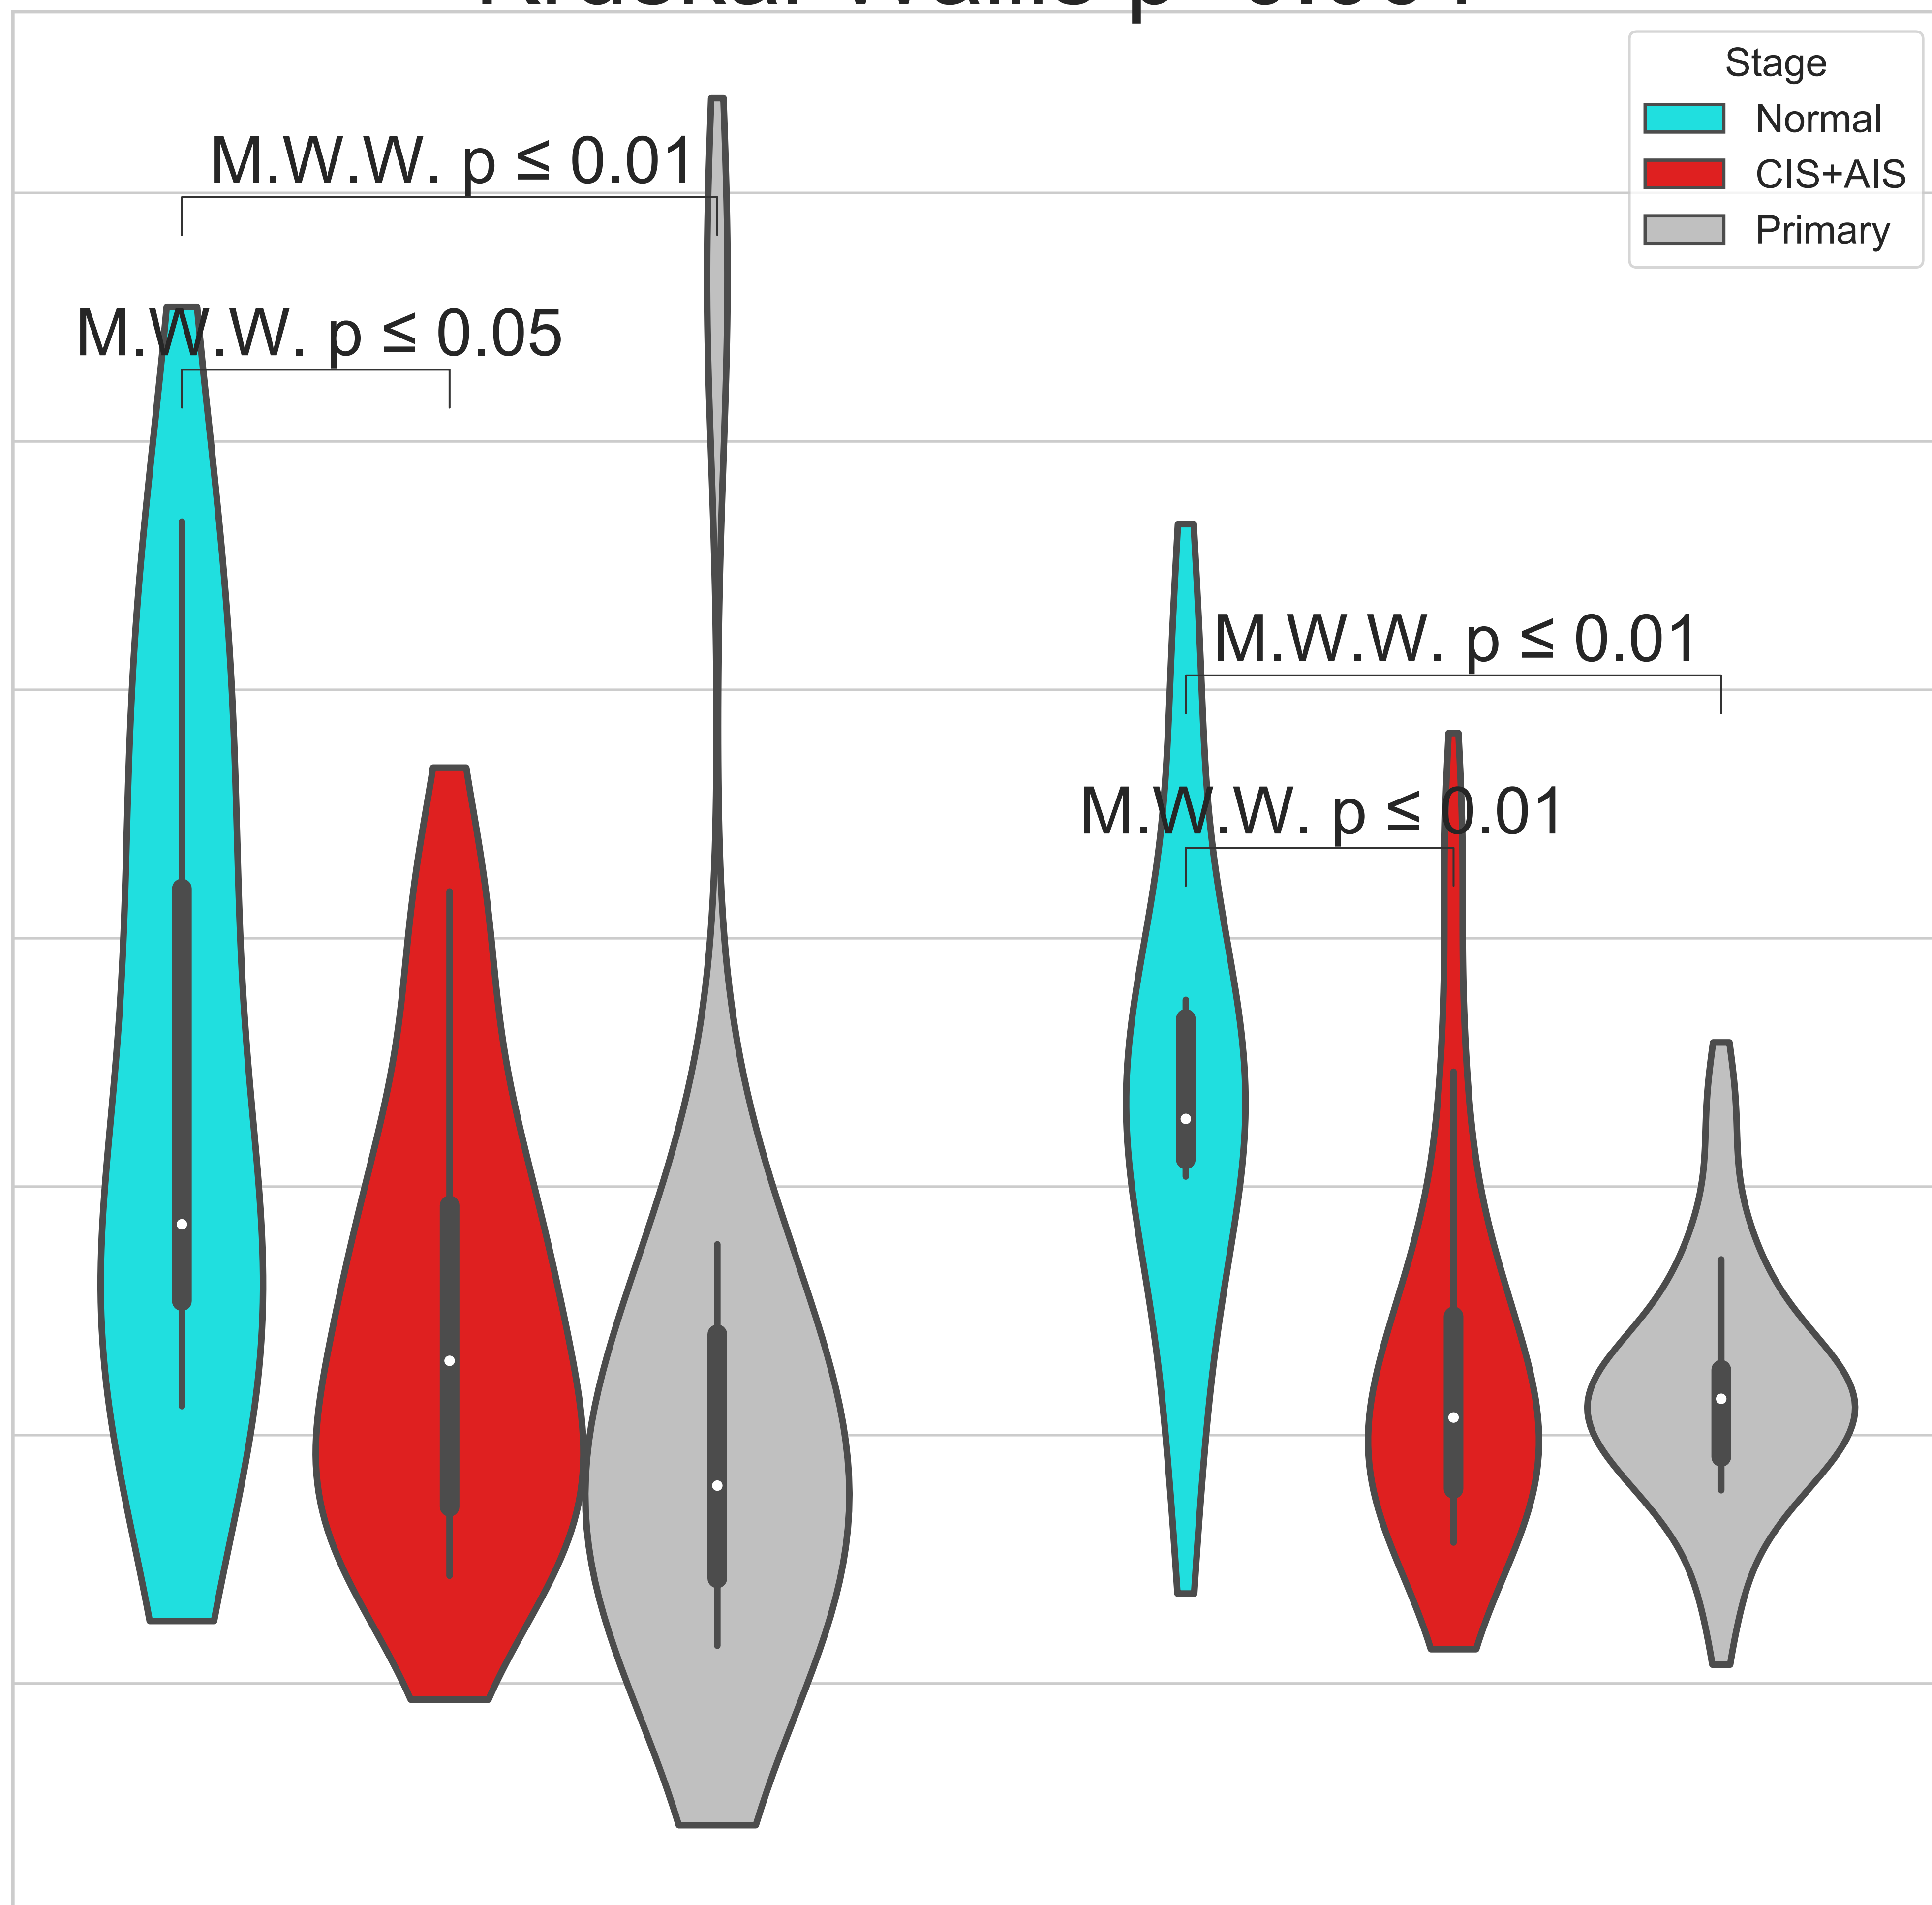 Stage
Normal
CIS+AIS
Primary
M.W.W. p ≤ 0.01
M.W.W. p ≤ 0.05
M.W.W. p ≤ 0.01
M.W.W. p ≤ 0.01